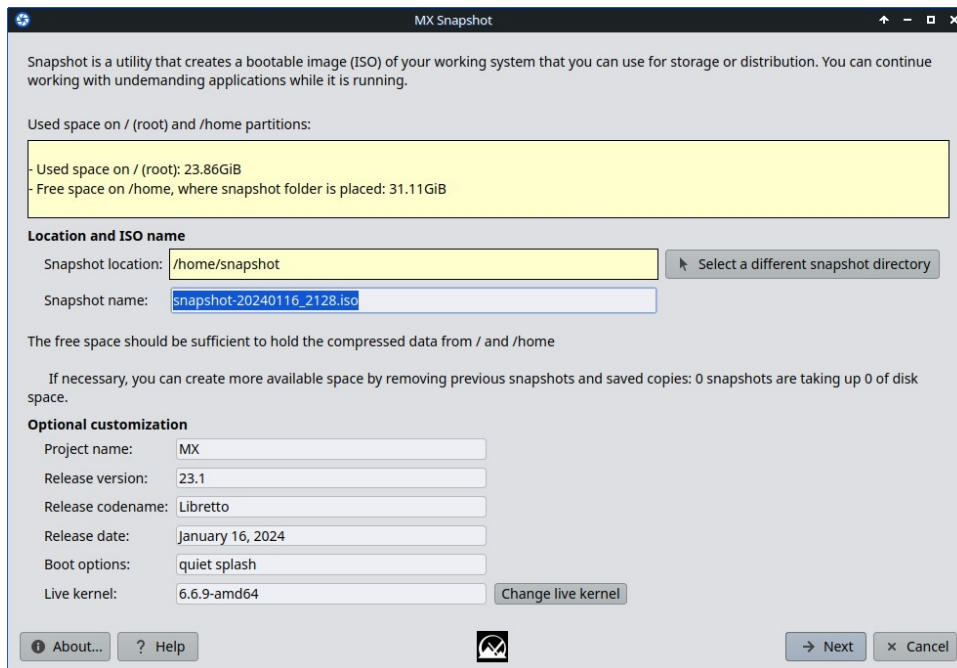 MX Snapshot
Snapshot is a utility that creates a bootable image (ISO) of your working system that you can use for storage or distribution. You can continue
working with undemanding applications while it is running.
Used space on / (root) and /home partitions:
- Used space on / (root): 23.86GiB
- Free space on /home, where snapshot folder is placed: 31.11GiB
Location and ISO name
Snapshot location: /home/snapshot Select a different snapshot directory
Snapshot name: snapshot-20240116_2128.iso
The free space should be sufficient to hold the compressed data from / and /home
If necessary, you can create more available space by removing previous snapshots and saved copies: 0 snapshots are taking up 0 of disk
space.
Optional customization
Project name: MX
Release version: 23.1
Release codename: Libretto
Release date: January 16, 2024
Boot options: quiet splash
Live kernel: 6.6.9-amd64 Change live kernel
About... ? Help Next Cancel